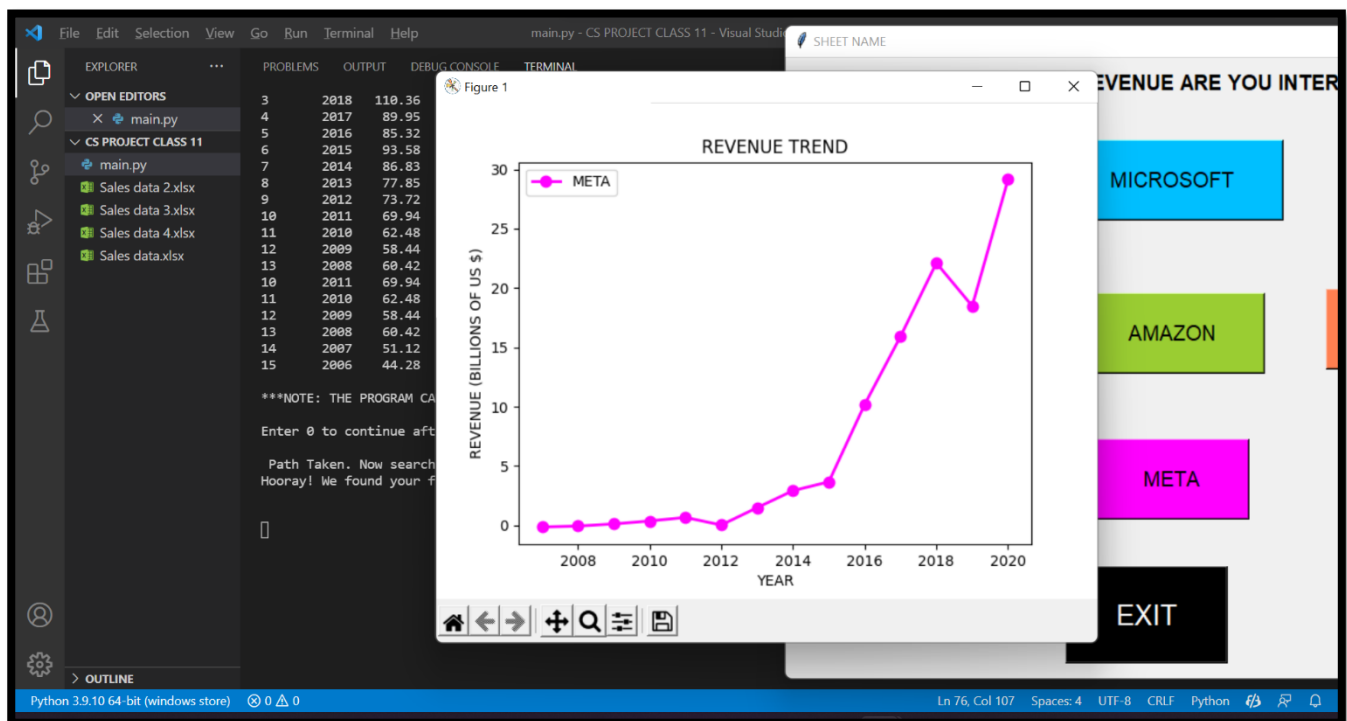 File Edit Selection View Go Run Terminal Help
main.py - CS PROJECT CLASS 11 - Visual Studi
EXPLORER
OPEN EDITORS
main.py
CS PROJECT CLASS 11
main.py
Sales data 2.xlsx
Sales data 3.xlsx
Sales data 4.xlsx
Sales data.xlsx
OUTLINE
PROBLEMS OUTPUT DEBUG CONSOLE TERMINAL
3 2018 110.36
4 2017 89.95
5 2016 85.32
6 2015 93.58
7 2014 86.83
8 2013 77.85
9 2012 73.72
10 2011 69.94
11 2010 62.48
12 2009 58.44
13 2008 60.42
10 2011 69.94
11 2010 62.48
12 2009 58.44
13 2008 60.42
14 2007 51.12
15 2006 44.28
***NOTE: THE PROGRAM CA
Enter 0 to continue aft
Path Taken. Now search
Hooray! We found your f
Figure 1
REVENUE TREND
META
REVENUE (BILLIONS OF US $)
30
25
20
15
10
5
0
2008 2010 2012 2014 2016 2018 2020
YEAR
SHEET NAME
EVENUE ARE YOU INTER
MICROSOFT
AMAZON
META
EXIT
Python 3.9.10 64-bit (windows store) 0 0
Ln 76, Col 107 Spaces: 4 UTF-8 CRLF Python